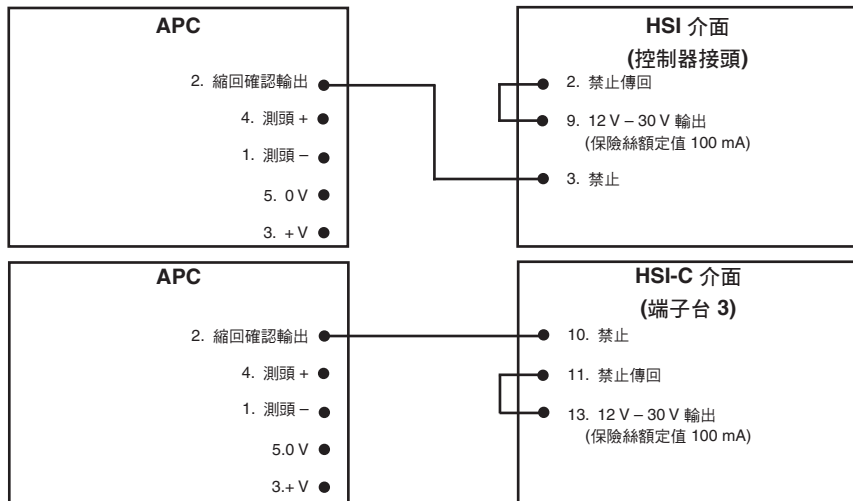 APC
2. 縮回確認輸出
4. 測頭 +
1. 測頭 –
5. 0 V
3. + V
HSI 介面
(控制器接頭)
2. 禁止傳回
9. 12 V – 30 V 輸出
(保險絲額定值 100 mA)
3. 禁止
APC
2. 縮回確認輸出
4. 測頭 +
1. 測頭 –
5.0 V
3.+ V
HSI-C 介面
(端子台 3)
10. 禁止
11. 禁止傳回
13. 12 V – 30 V 輸出
(保險絲額定值 100 mA)